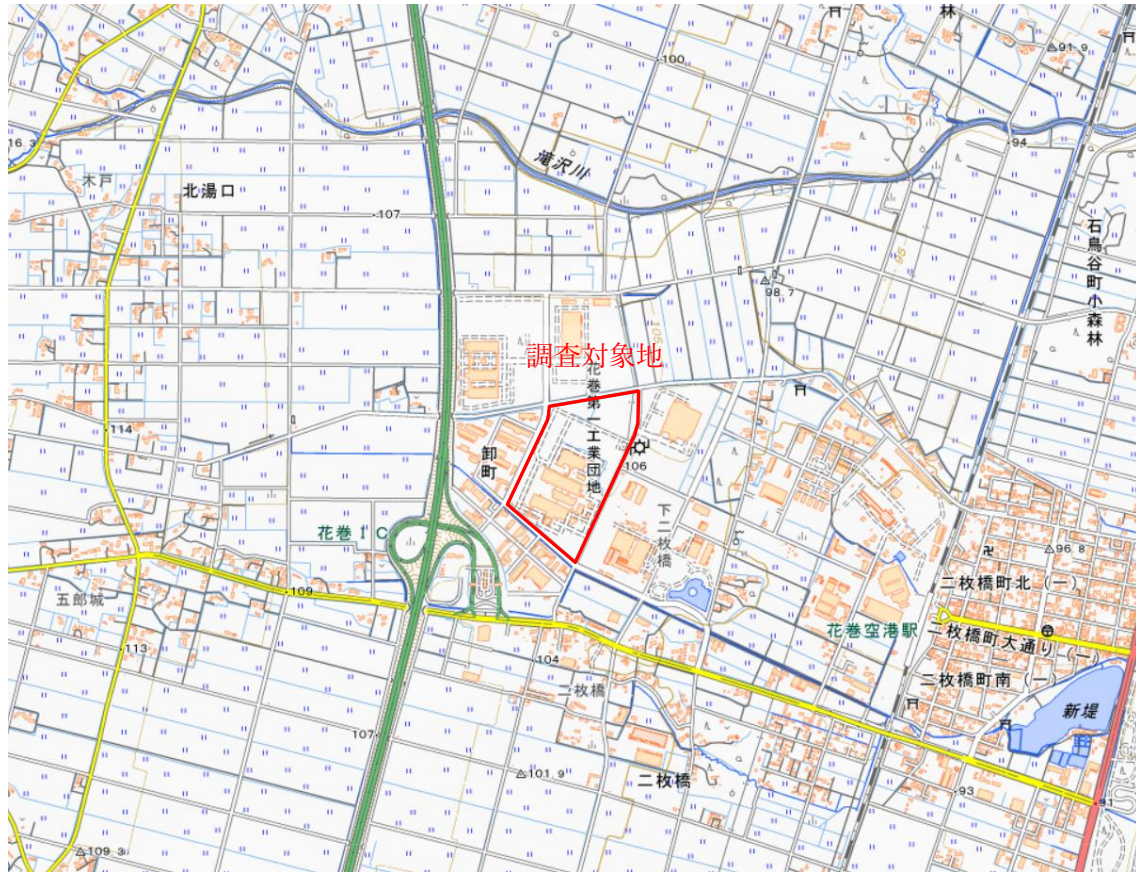 林
91.9
100
16.3
滝沢川
94
木戸
北湯口
107
石鳥谷町小森林
95
98.7
105
調査対象地
花巻第一工業団地
114
卸町
106
下二枚橋
花巻IC
96.8
二枚橋町北(一)
五郎城
109
花巻空港駅
二枚橋町大通り(一)
113
104
二枚橋町南(一)
二枚橋
新堤
107
101.9
二枚橋
93
91
109.3